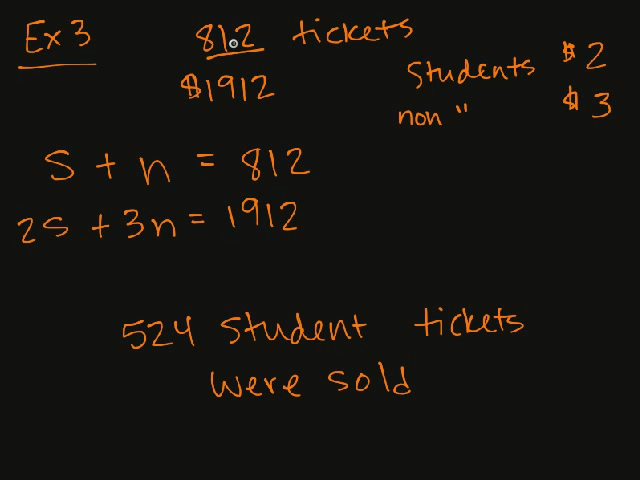 Ex 3
812 tickets
$1912
Students $2
non " $3
S + n = 812
2S + 3n = 1912
524 student tickets
were sold